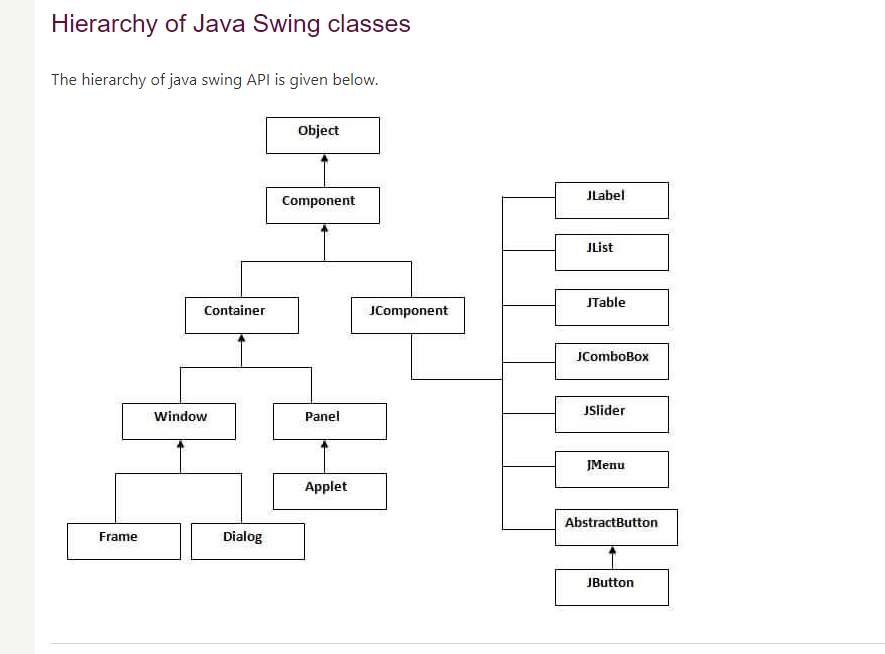 Hierarchy of Java Swing classes
The hierarchy of java swing API is given below.
Object
Component
Container
JComponent
Window
Panel
Applet
Frame
Dialog
JLabel
JList
JTable
JComboBox
JSlider
JMenu
AbstractButton
JButton